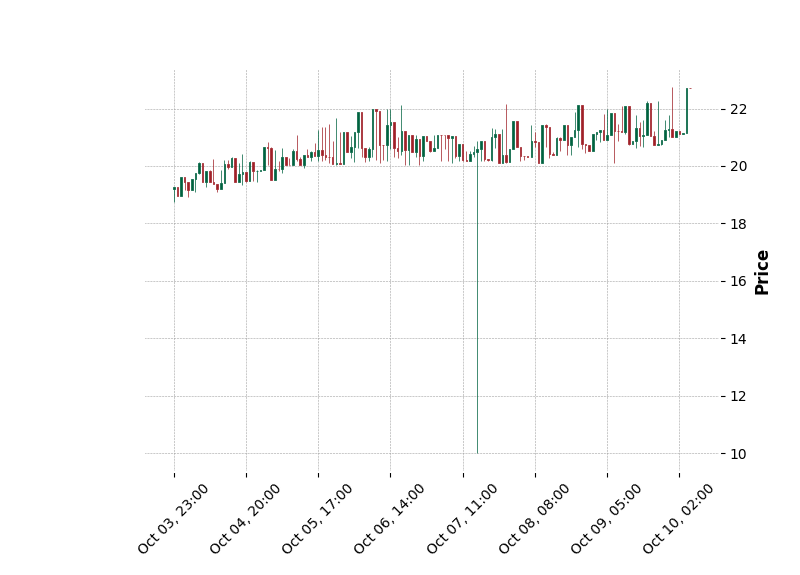 22
20
18
16
14
12
10
Price
Oct 03, 23:00
Oct 04, 20:00
Oct 05, 17:00
Oct 06, 14:00
Oct 07, 11:00
Oct 08, 08:00
Oct 09, 05:00
Oct 10, 02:00